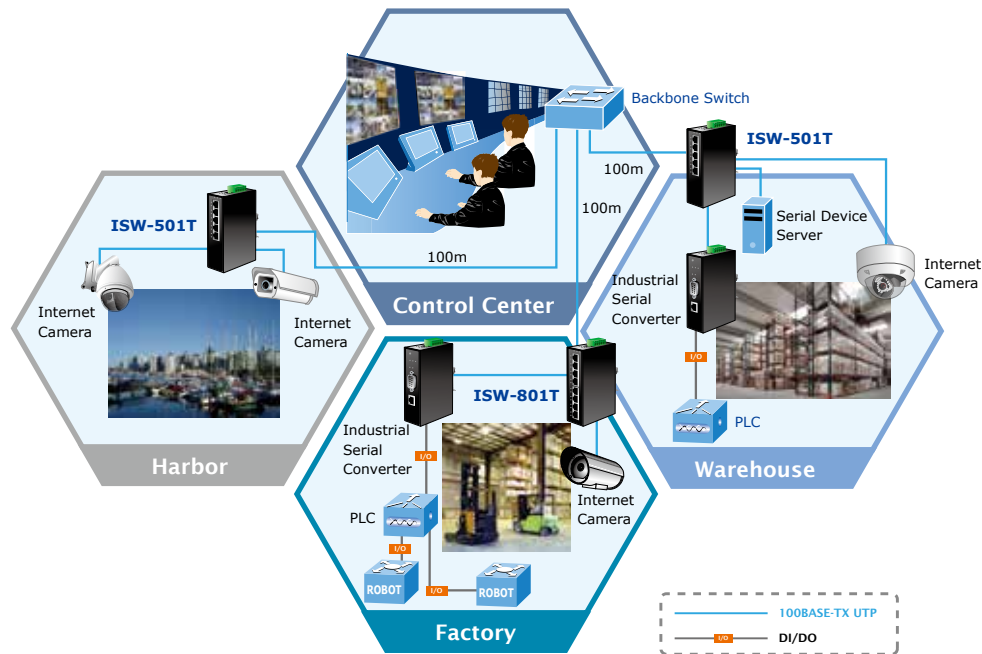 Backbone Switch
ISW-501T
100m
100m
100m
Control Center
ISW-501T
Internet
Camera
Internet
Camera
Harbor
Serial Device
Server
Industrial
Serial
Converter
Internet
Camera
I/O
PLC
Warehouse
ISW-801T
Industrial
Serial
Converter
I/O
Internet
Camera
PLC
I/O
I/O
ROBOT
ROBOT
Factory
100BASE-TX UTP
I/O
DI/DO